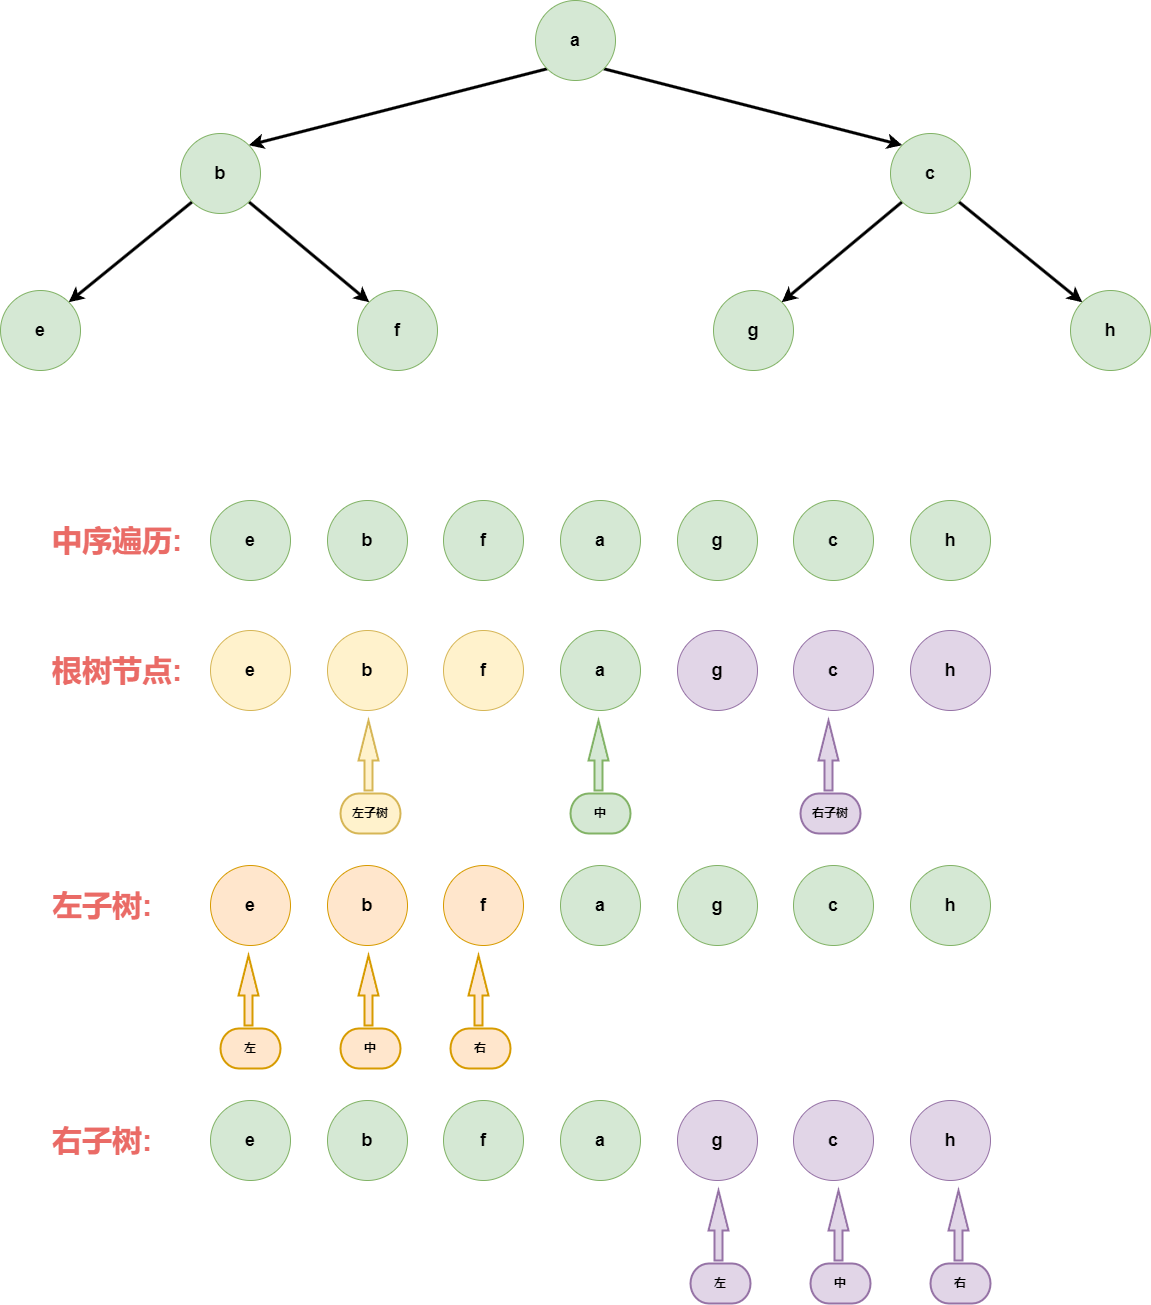 a
b c
e f g h
中序遍历: e b f a g c h
根树节点: e b f a g c h
左子树 中 右子树
左子树: e b f a g c h
左 中 右
右子树: e b f a g c h
左 中 右